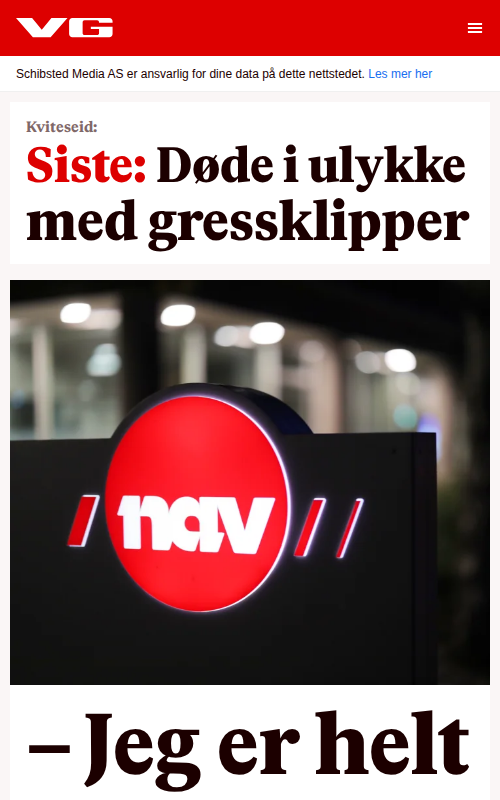 VG
Schibsted Media AS er ansvarlig for dine data på dette nettstedet. Les mer her
Kviteseid:
Siste: Døde i ulykke
med gressklipper
nav
– Jeg er helt